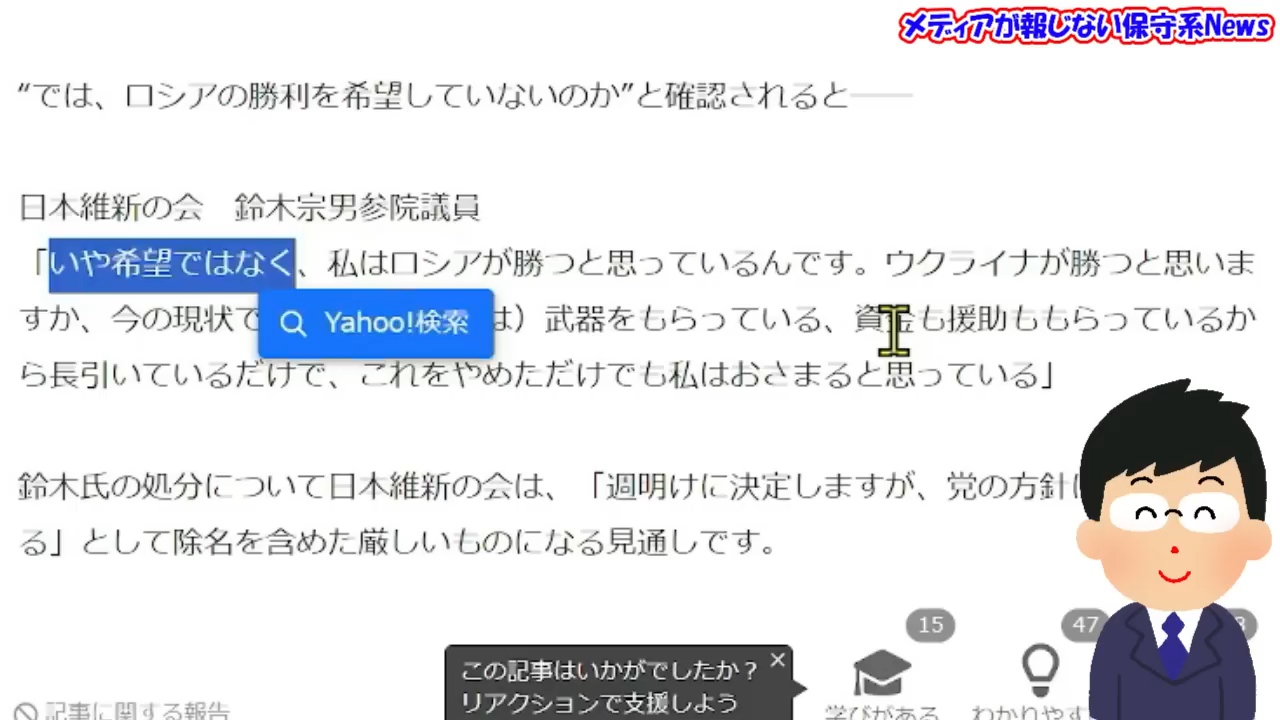 メディアが報じない保守系News
“では、ロシアの勝利を希望していないのか”と確認されると――
日本維新の会　鈴木宗男参院議員
「いや希望ではなく、私はロシアが勝つと思っているんです。ウクライナが勝つと思いま
すか、今の現状で は）武器をもらっている、資金も援助ももらっているか
Yahoo!検索
ら長引いているだけで、これをやめただけでも私はおさまると思っている」
鈴木氏の処分について日本維新の会は、「週明けに決定しますが、党の方針
る」として除名を含めた厳しいものになる見通しです。
15
47
この記事はいかがでしたか？ ×
リアクションで支援しよう
学びがある
わかりやす
記事に関する報告